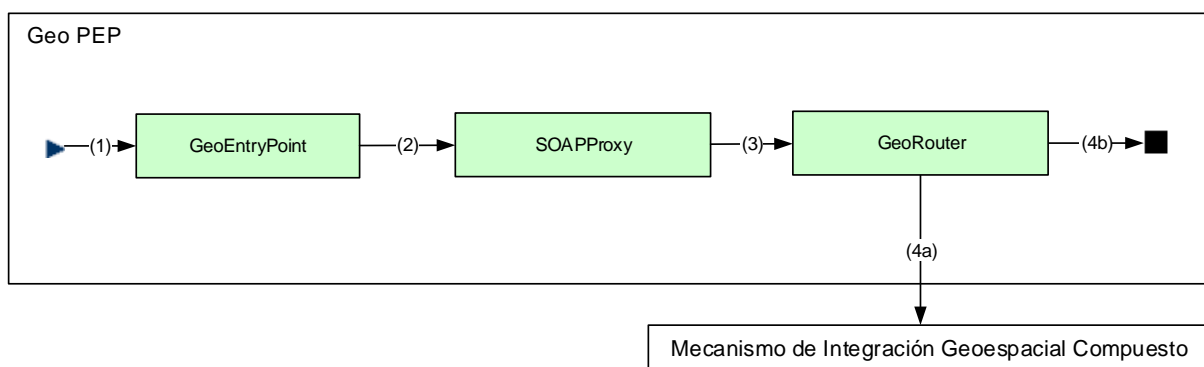 Geo PEP
(1) GeoEntryPoint (2) SOAPProxy (3) GeoRouter (4b)
(4a)
Mecanismo de Integración Geoespacial Compuesto